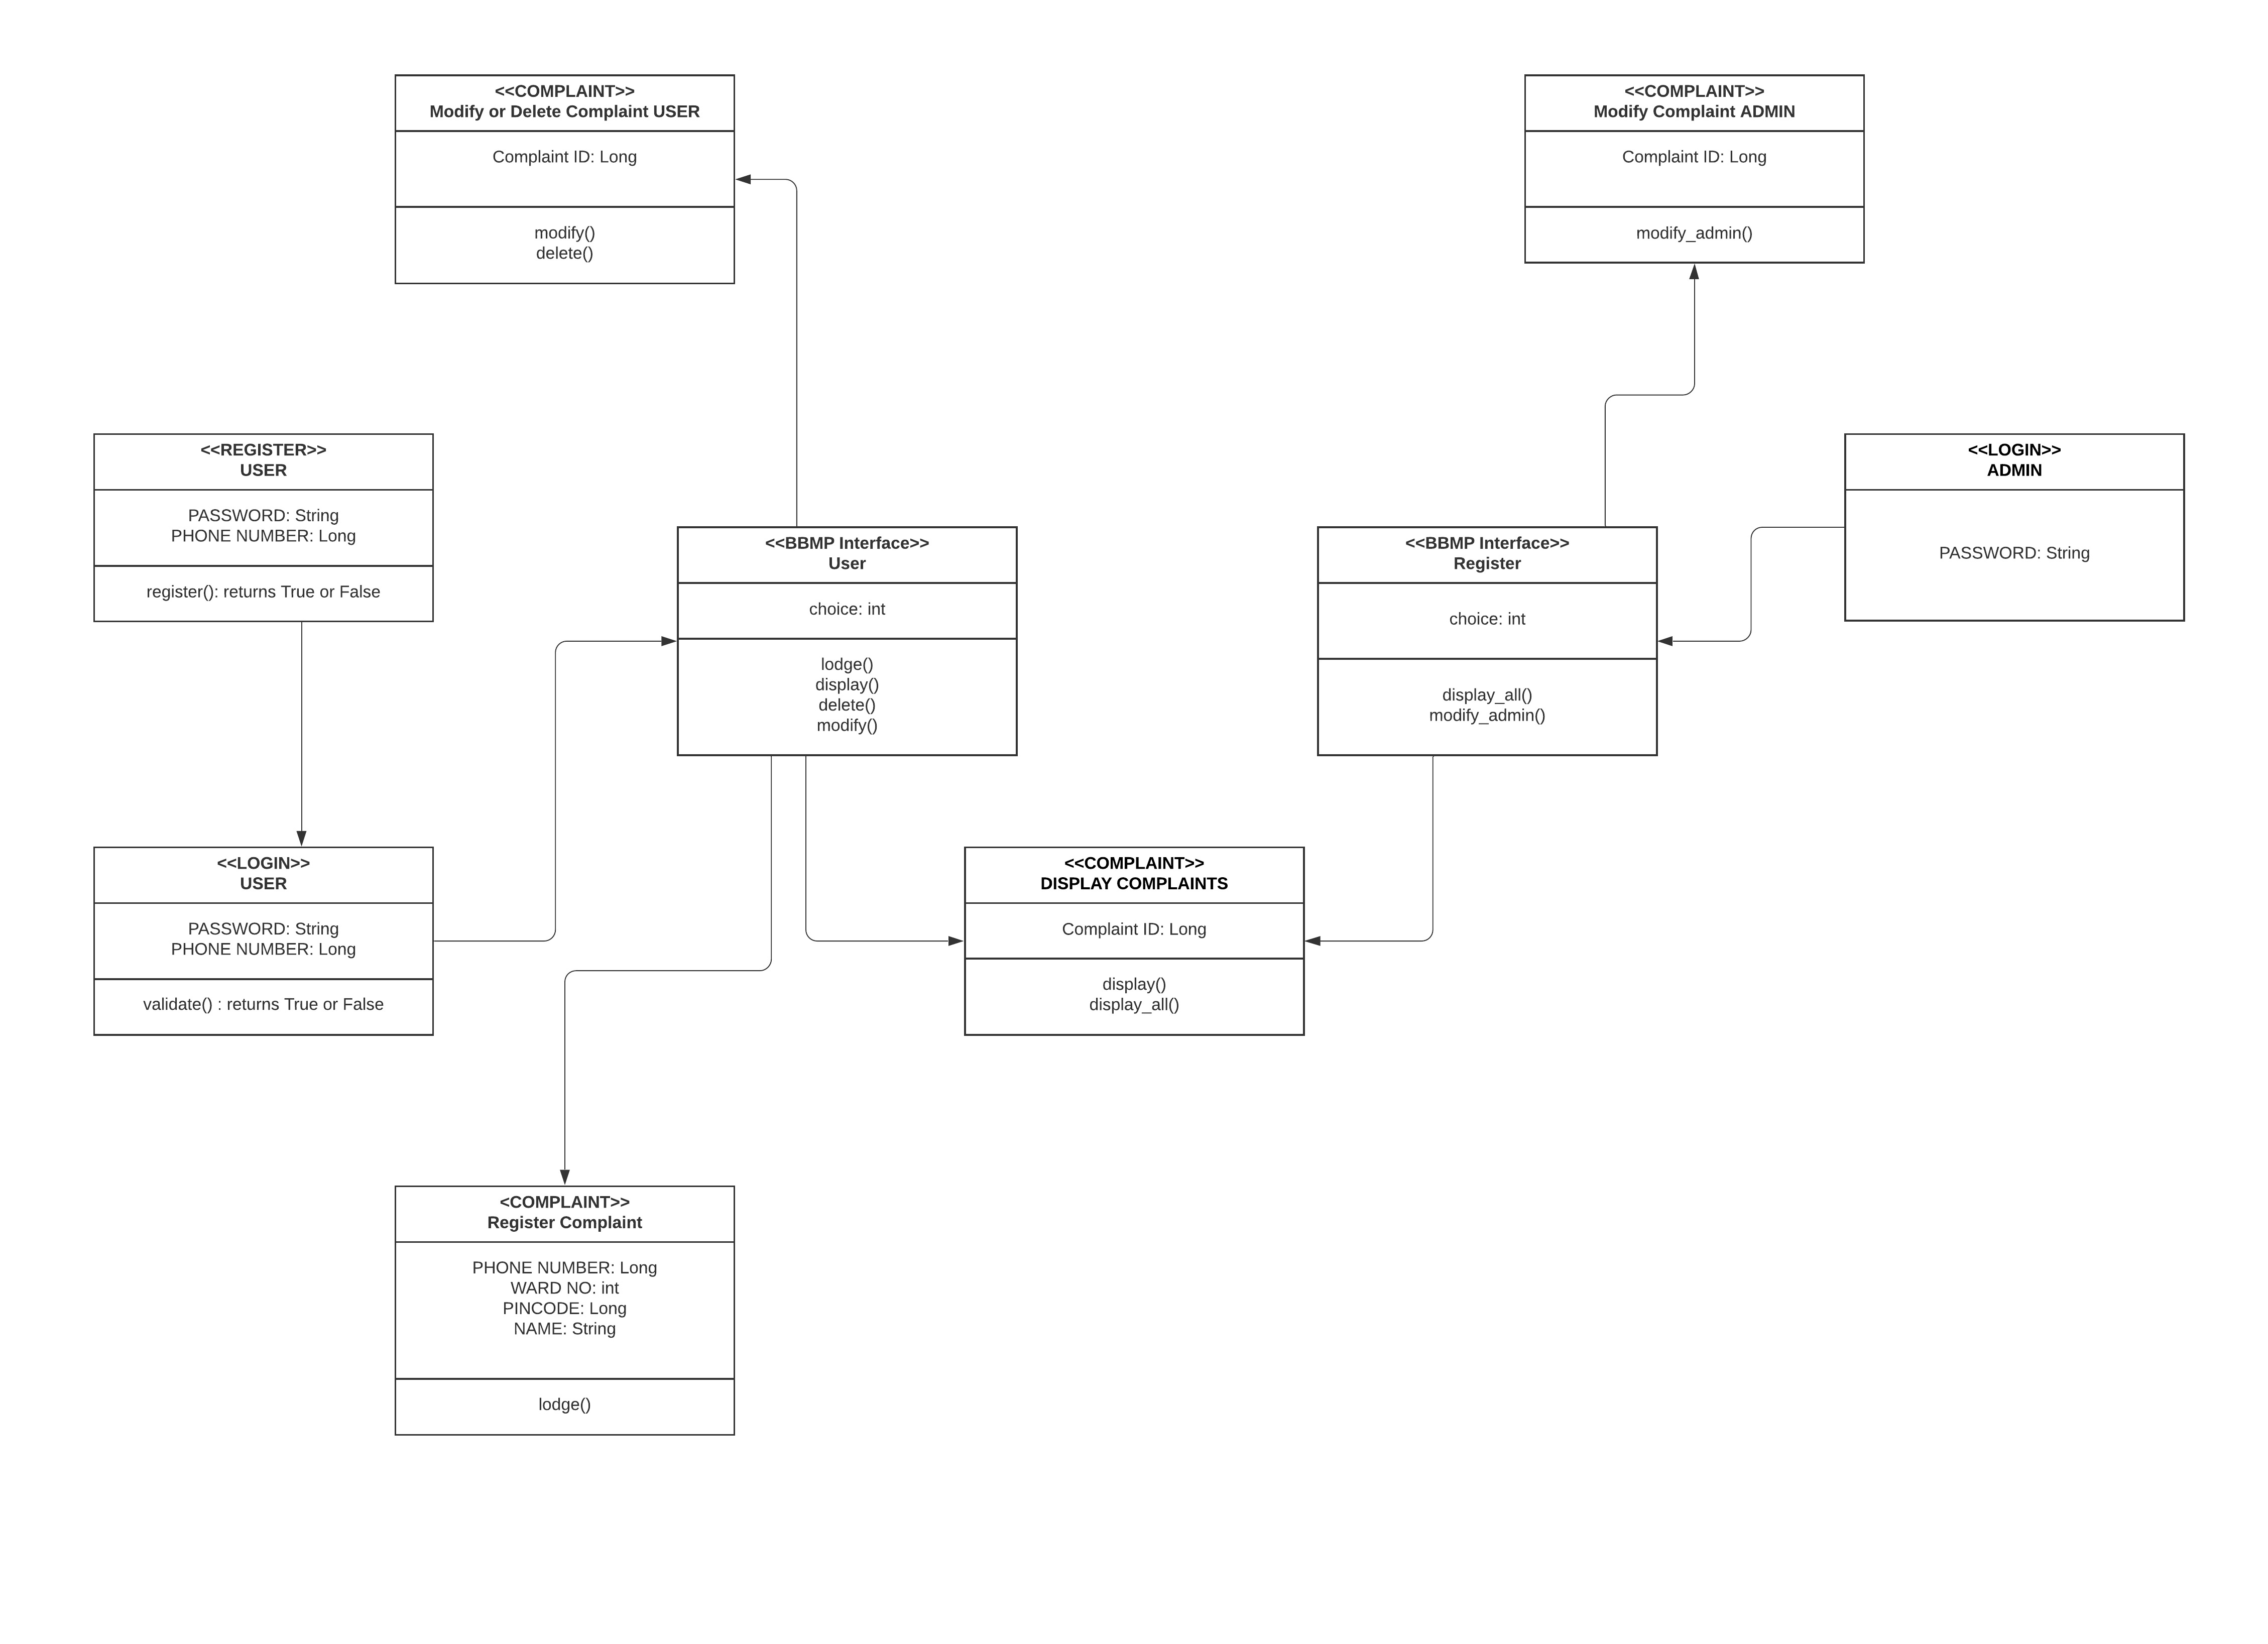 <<COMPLAINT>>
Modify or Delete Complaint USER
Complaint ID: Long
modify()
delete()
<<COMPLAINT>>
Modify Complaint ADMIN
Complaint ID: Long
modify_admin()
<<REGISTER>>
USER
PASSWORD: String
PHONE NUMBER: Long
register(): returns True or False
<<BBMP Interface>>
User
choice: int
lodge()
display()
delete()
modify()
<<BBMP Interface>>
Register
choice: int
display_all()
modify_admin()
<<LOGIN>>
ADMIN
PASSWORD: String
<<LOGIN>>
USER
PASSWORD: String
PHONE NUMBER: Long
validate() : returns True or False
<<COMPLAINT>>
DISPLAY COMPLAINTS
Complaint ID: Long
display()
display_all()
<COMPLAINT>>
Register Complaint
PHONE NUMBER: Long
WARD NO: int
PINCODE: Long
NAME: String
lodge()